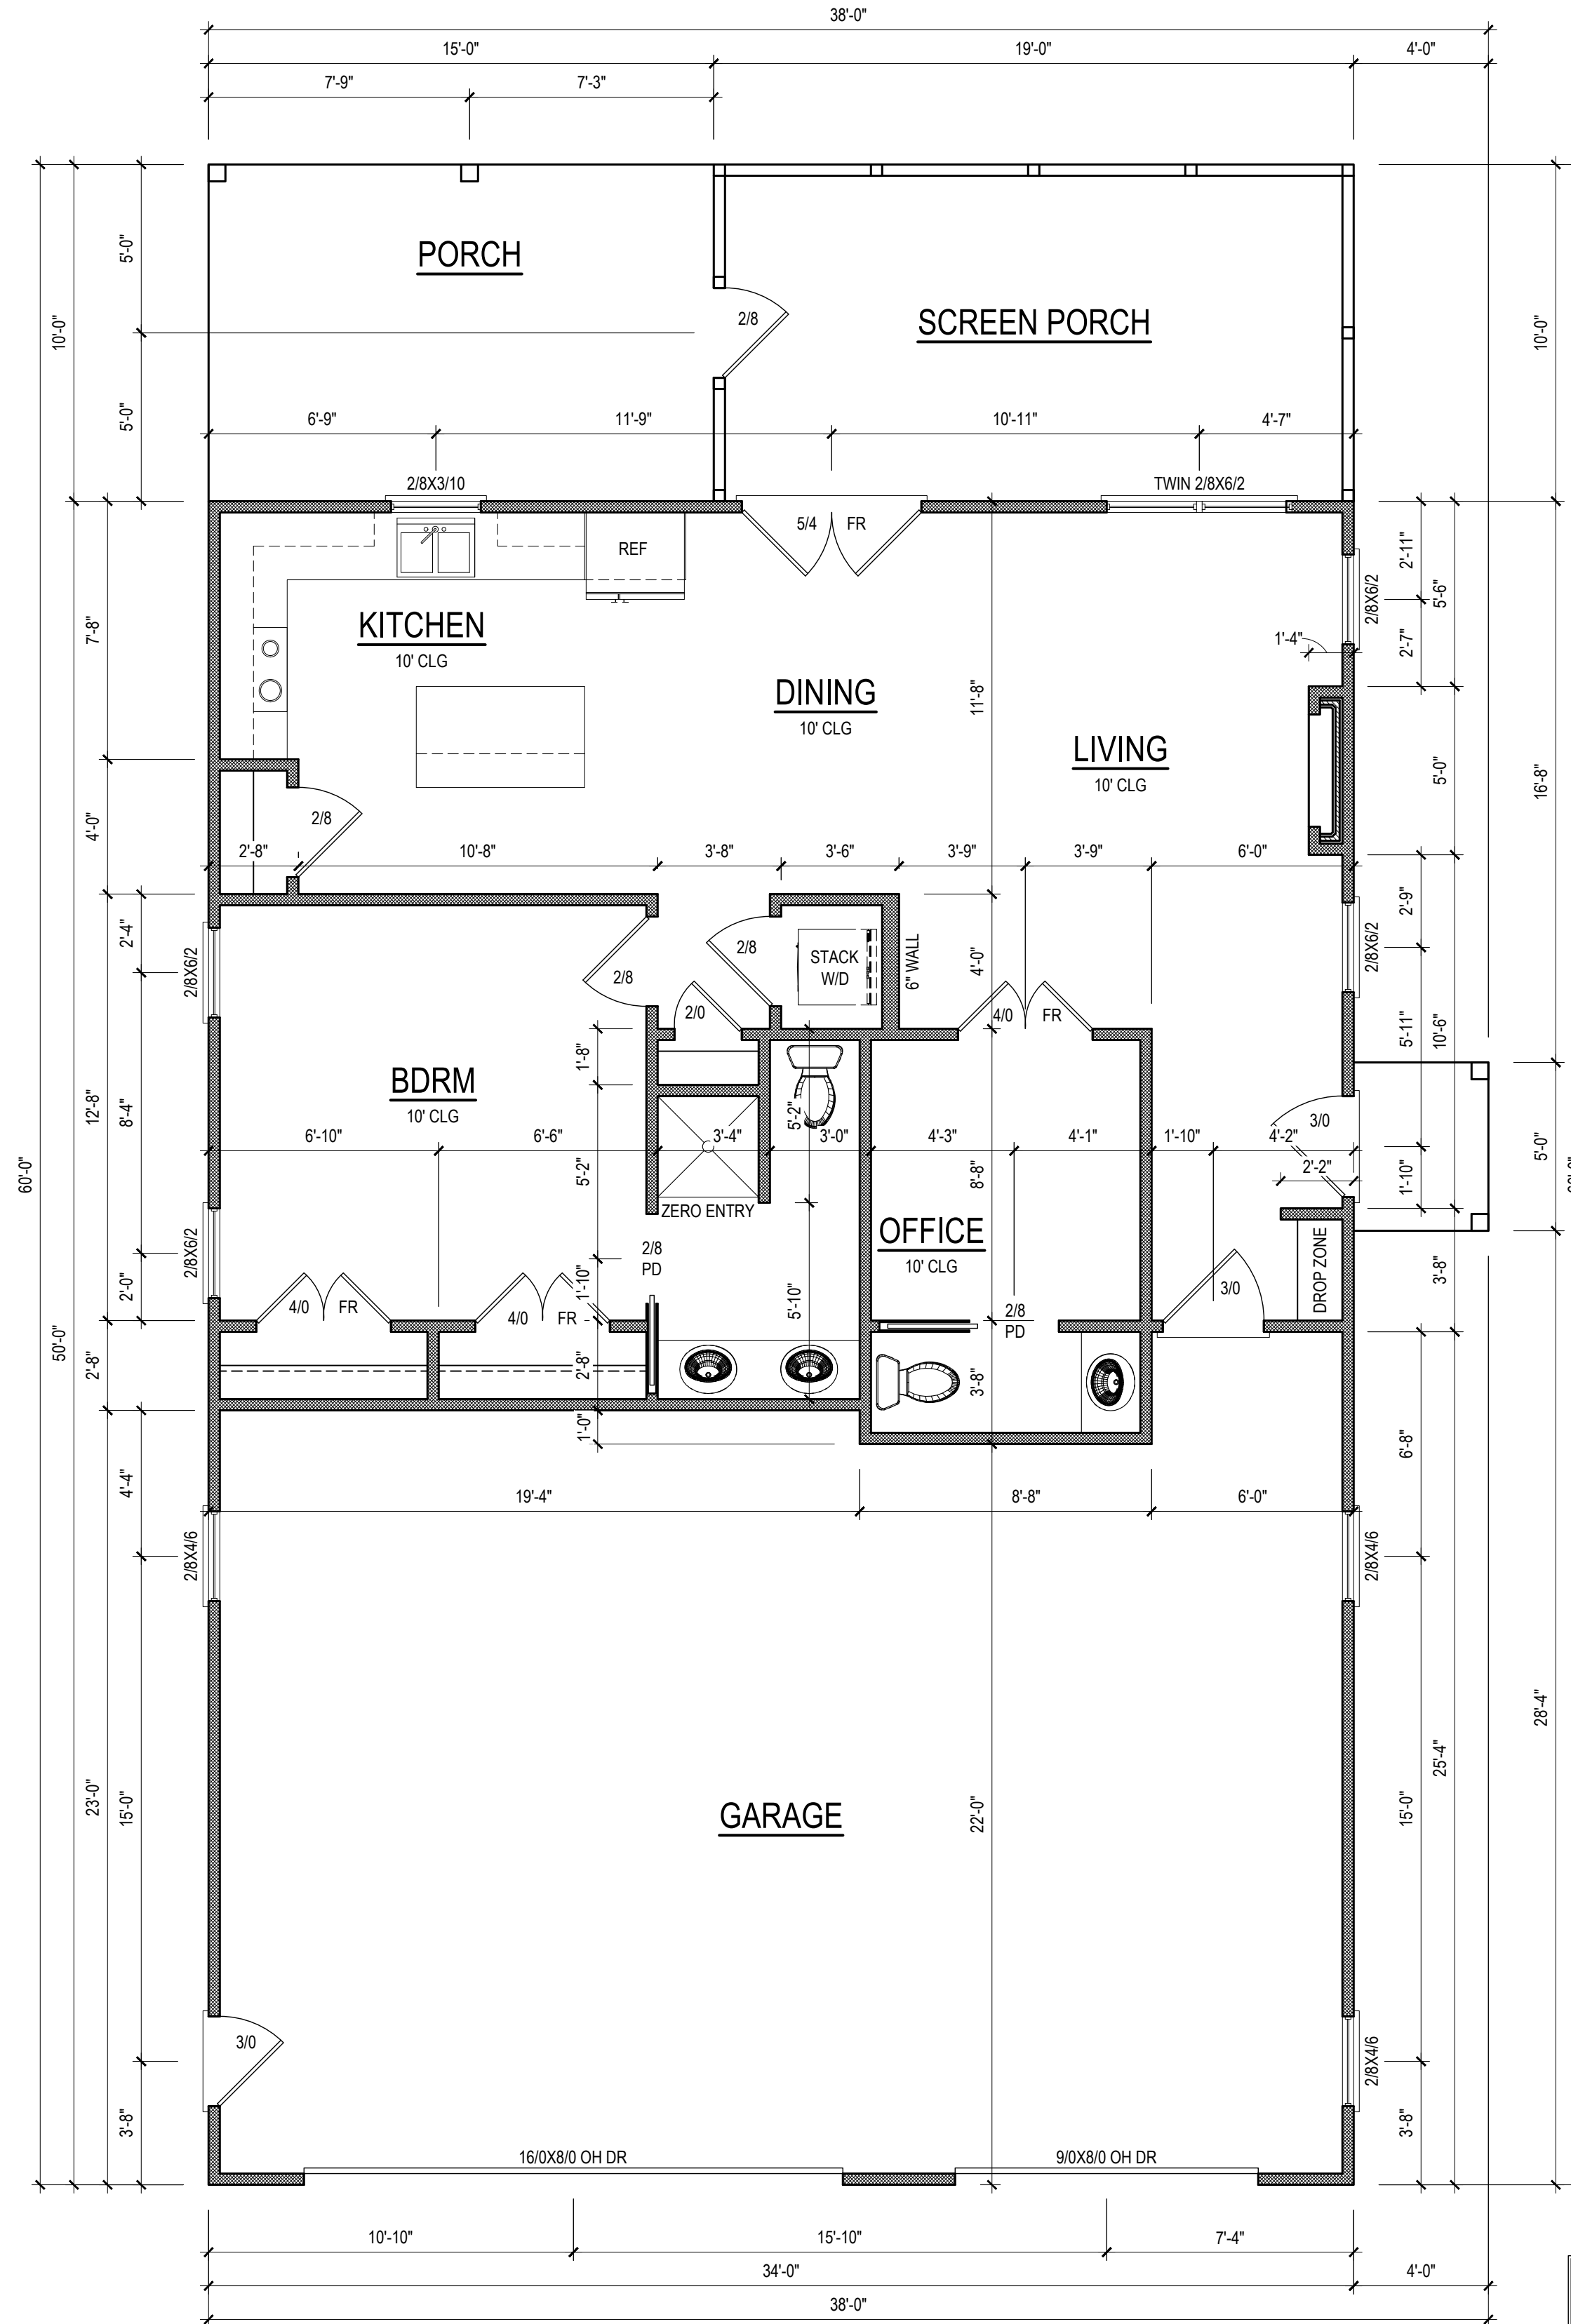 38'-0"
15'-0" 19'-0" 4'-0"
7'-9" 7'-3"
PORCH
SCREEN PORCH
2/8
5'-0"
10'-0"
5'-0"
10'-0"
6'-9" 11'-9" 10'-11" 4'-7"
2/8X3/10
TWIN 2/8X6/2
5/4 FR
REF
KITCHEN
10' CLG
DINING
10' CLG
LIVING
10' CLG
2'-11"
5'-6"
2/8X6/2
1'-4"
2'-7"
7'-8"
11'-8"
5'-0"
16'-8"
4'-0"
2/8
2'-8" 10'-8" 3'-8" 3'-6" 3'-9" 3'-9" 6'-0"
2'-4"
2/8X6/2
2/8
2/8
STACK
W/D
6" WALL
4'-0"
2/8X6/2
2'-9"
2/0
4/0 FR
5'-11"
10'-6"
1'-8"
BDRM
10' CLG
12'-8"
8'-4"
5'-2"
3/0
6'-10" 6'-6" 3'-4" 3'-0" 4'-3" 4'-1" 1'-10" 4'-2"
2'-2"
5'-2"
8'-8"
1'-10"
5'-0"
60'-0"
ZERO ENTRY
OFFICE
10' CLG
2/8
PD
2/8X6/2
2'-0"
1'-10"
5'-10"
DROP ZONE
3'-8"
3/0
4/0 FR
4/0 FR
2/8
PD
50'-0"
2'-8"
2'-8"
3'-8"
1'-0"
4'-4"
6'-8"
19'-4" 8'-8" 6'-0"
2/8X4/6
2/8X4/6
28'-4"
25'-4"
23'-0"
15'-0"
GARAGE
22'-0"
15'-0"
3/0
2/8X4/6
3'-8"
3'-8"
16/0X8/0 OH DR
9/0X8/0 OH DR
10'-10" 15'-10" 7'-4"
34'-0" 4'-0"
38'-0"